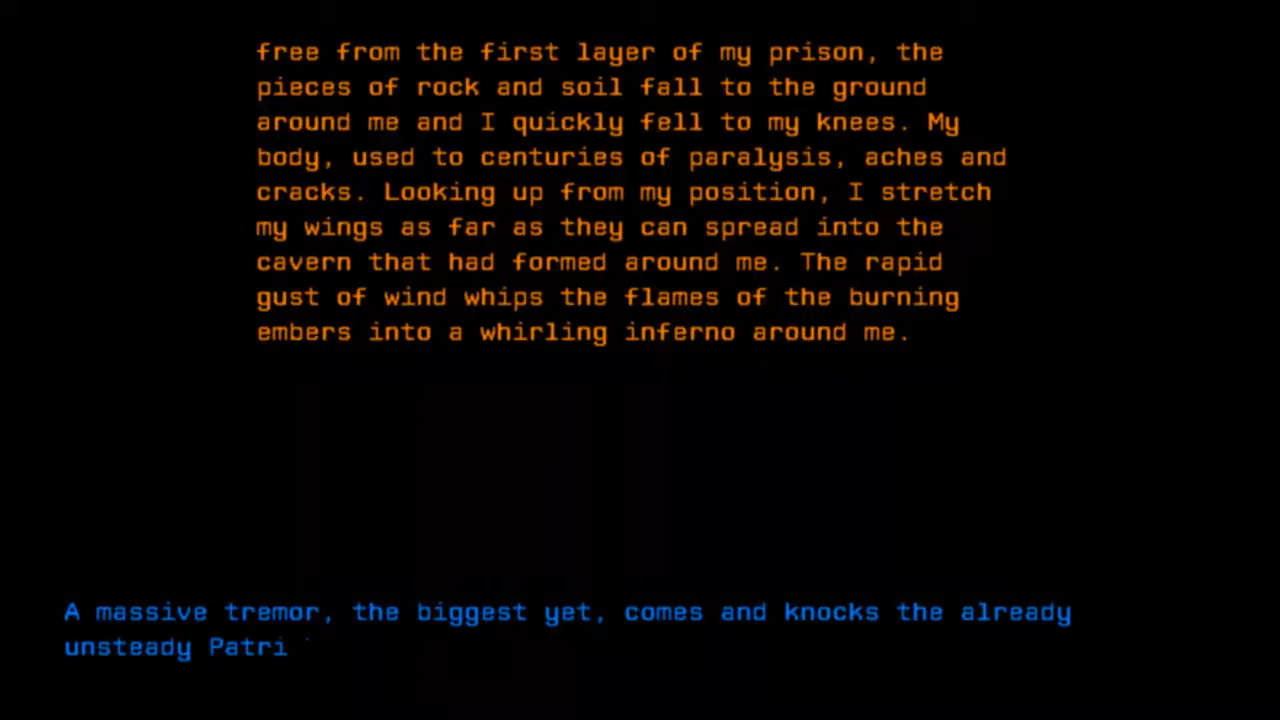 free from the first layer of my prison, the
pieces of rock and soil fall to the ground
around me and I quickly fell to my knees. My
body, used to centuries of paralysis, aches and
cracks. Looking up from my position, I stretch
my wings as far as they can spread into the
cavern that had formed around me. The rapid
gust of wind whips the flames of the burning
embers into a whirling inferno around me.
A massive tremor, the biggest yet, comes and knocks the already
unsteady Patri